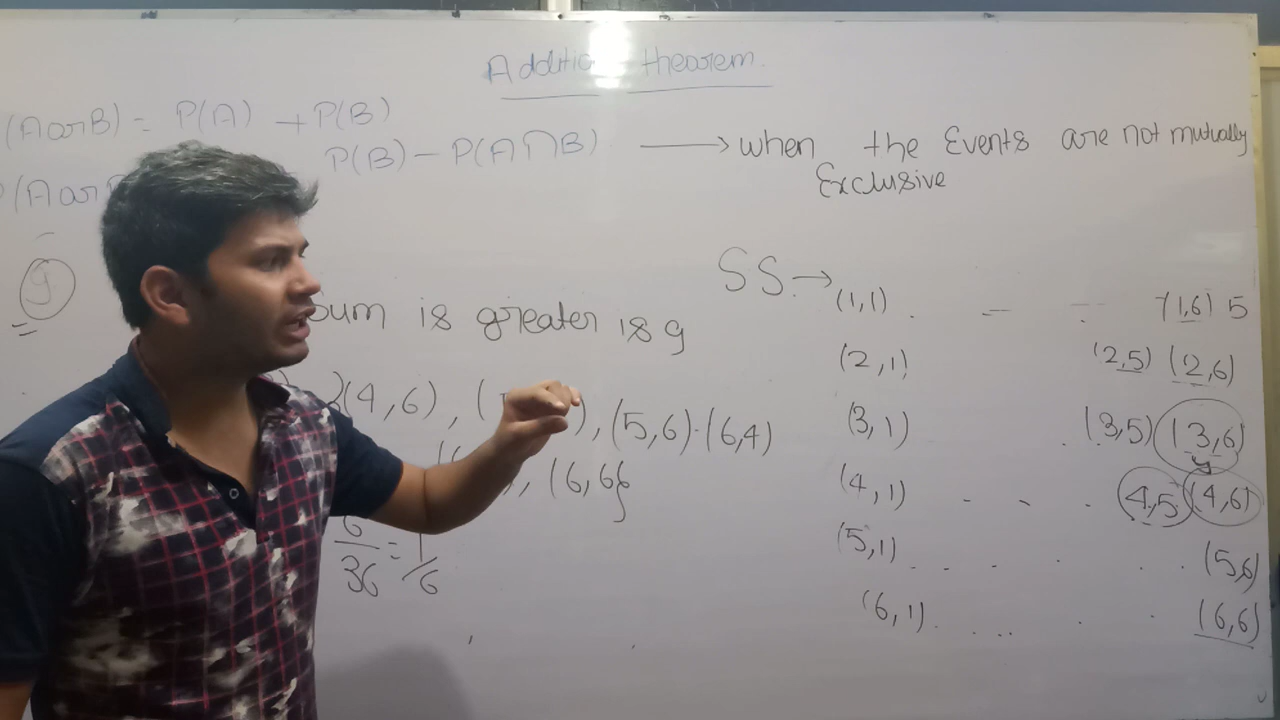 Addition theorem.
(A or B) = P(A) + P(B)
P(B) - P(A∩B) → when the Events are not mutually
P(A or
Exclusive
9
Sum is greater is 9
SS. → (1,1) . - - (1,6) 5
(2,1) (2,5) (2,6)
(3,1) . (3,5) (3,6)
(4,6), ( ), (5,6) . (6,4)
(4,1) - - . (4,5) (4,6)
, (6,6}
(5,1) . . . . . . (5,6)
6/36 = 1/6
(6,1) . . . . . . (6,6)